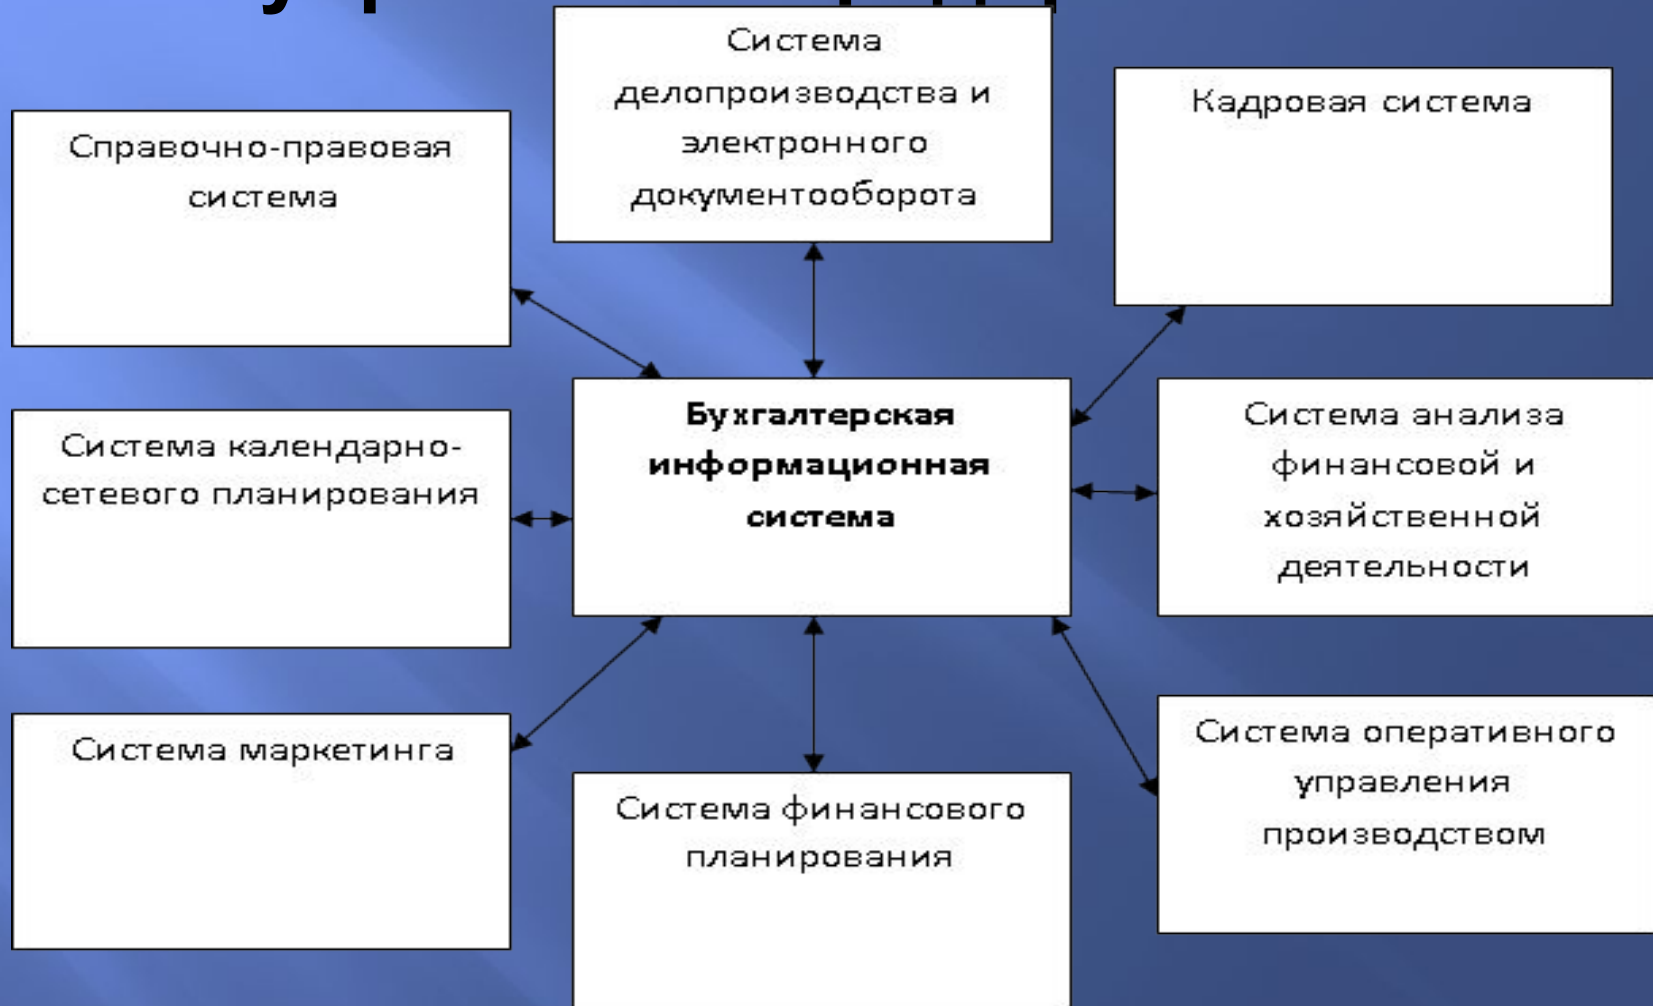 Система
делопроизводства и
электронного
документооборота
Кадровая система
Справочно-правовая
система
Бухгалтерская
информационная
система
Система анализа
финансовой и
хозяйственной
деятельности
Система календарно-
сетевого планирования
Система маркетинга
Система финансового
планирования
Система оперативного
управления
производством